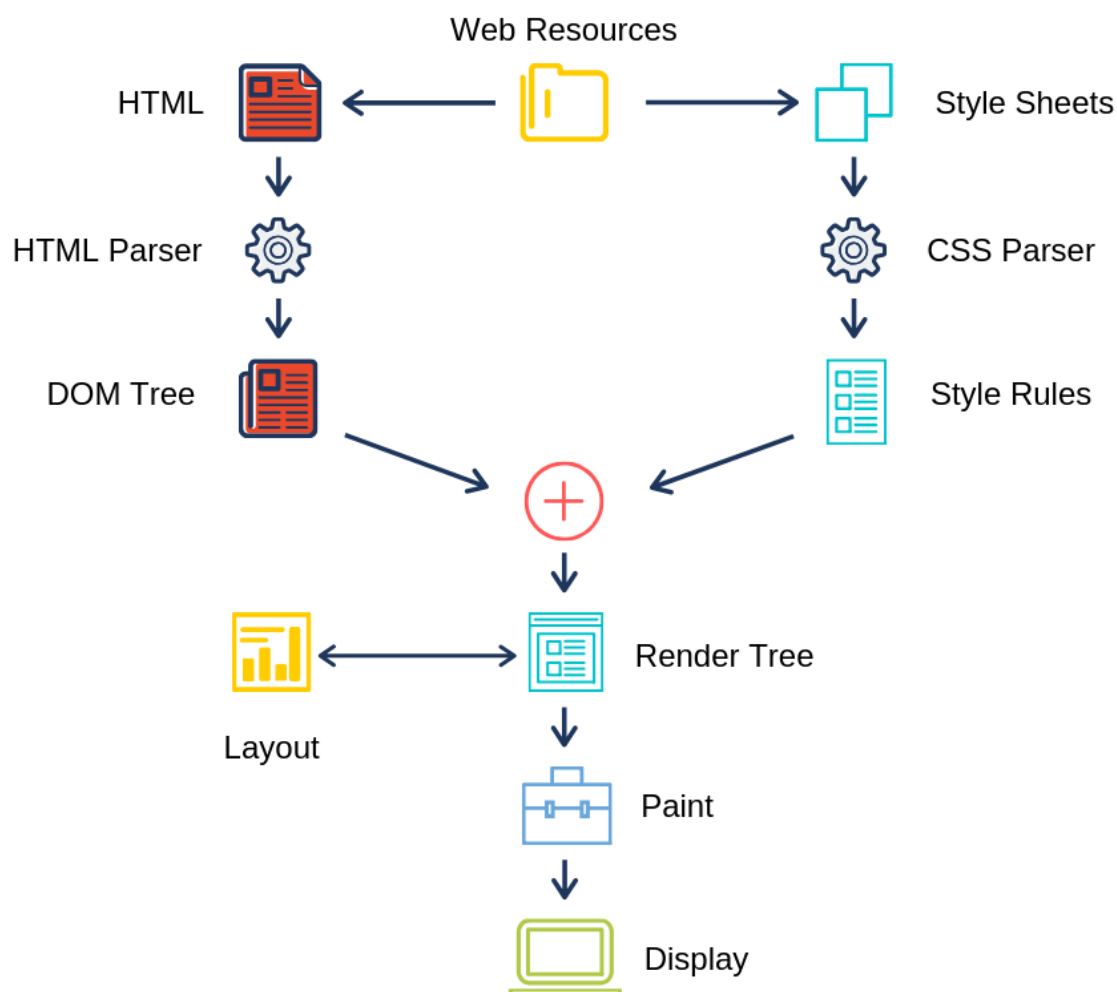 Web Resources
HTML
Style Sheets
HTML Parser
CSS Parser
DOM Tree
Style Rules
Render Tree
Layout
Paint
Display